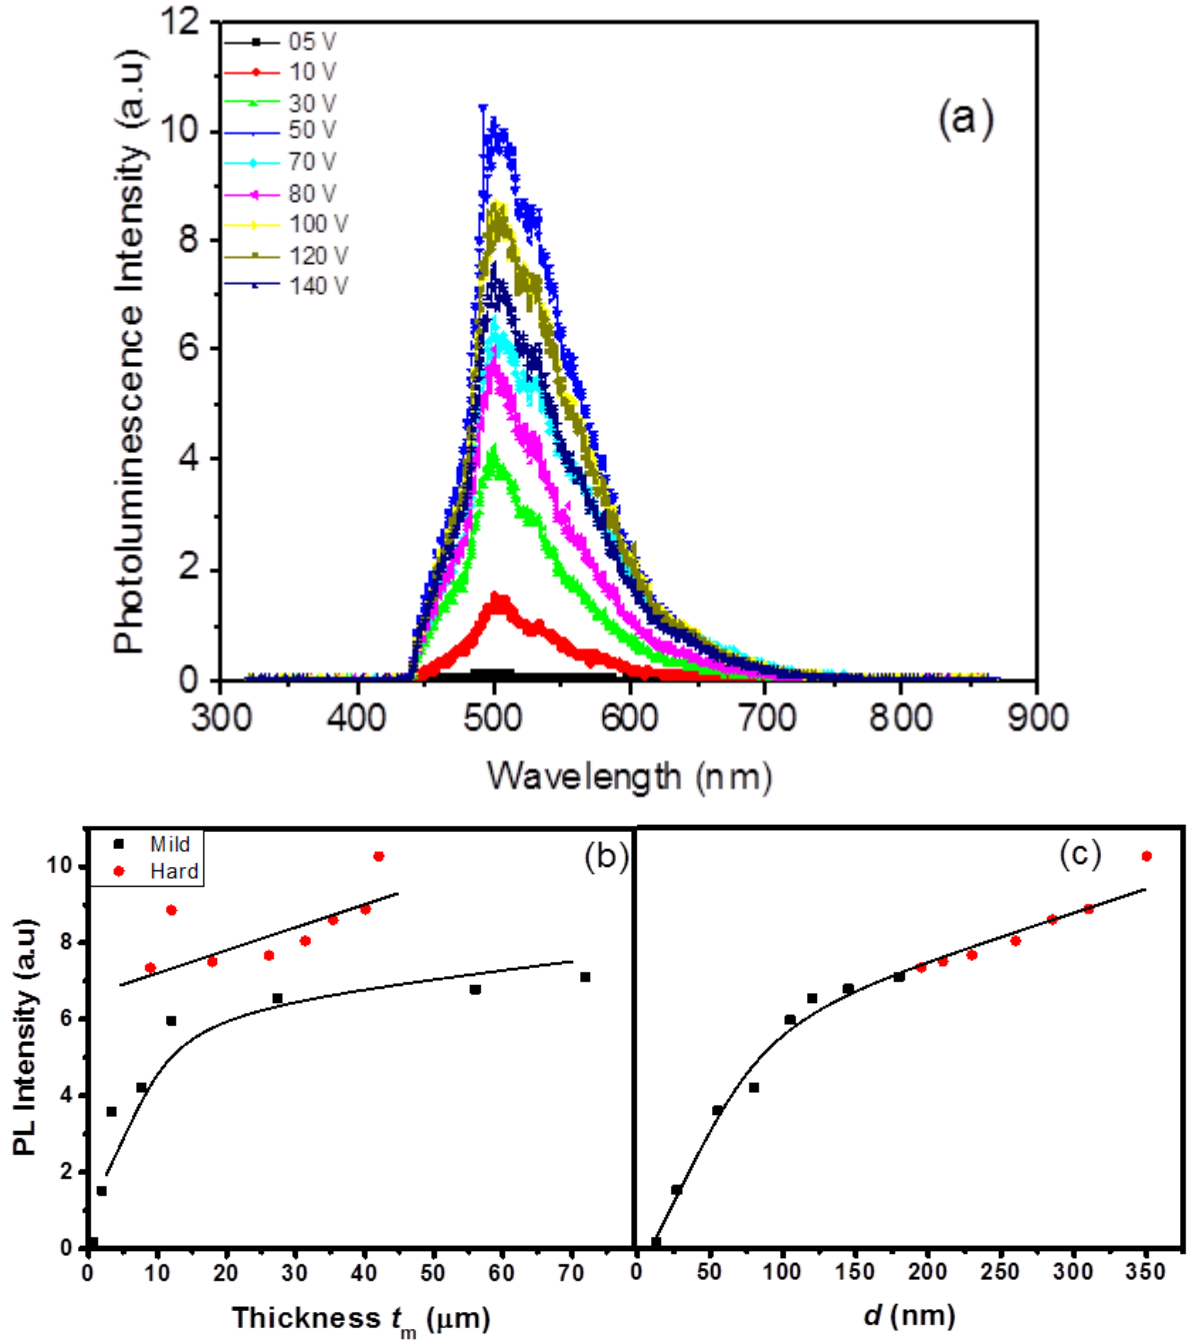 12
10
8
6
4
2
0
Photoluminescence Intensity (a.u)
05 V
10 V
30 V
50 V
70 V
80 V
100 V
120 V
140 V
(a)
300 400 500 600 700 800 900
Wavelength (nm)
Mild
Hard
(b)
(c)
10
8
6
4
2
0
PL Intensity (a.u)
0 10 20 30 40 50 60 70
0 50 100 150 200 250 300 350
Thickness tm (μm)
d (nm)